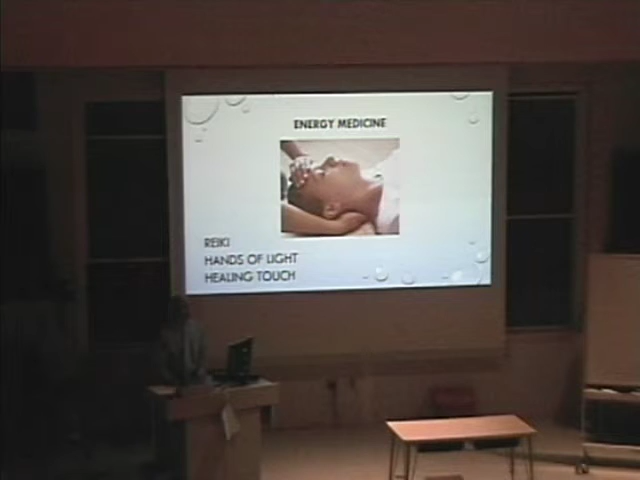 ENERGY MEDICINE
REIKI
HANDS OF LIGHT
HEALING TOUCH